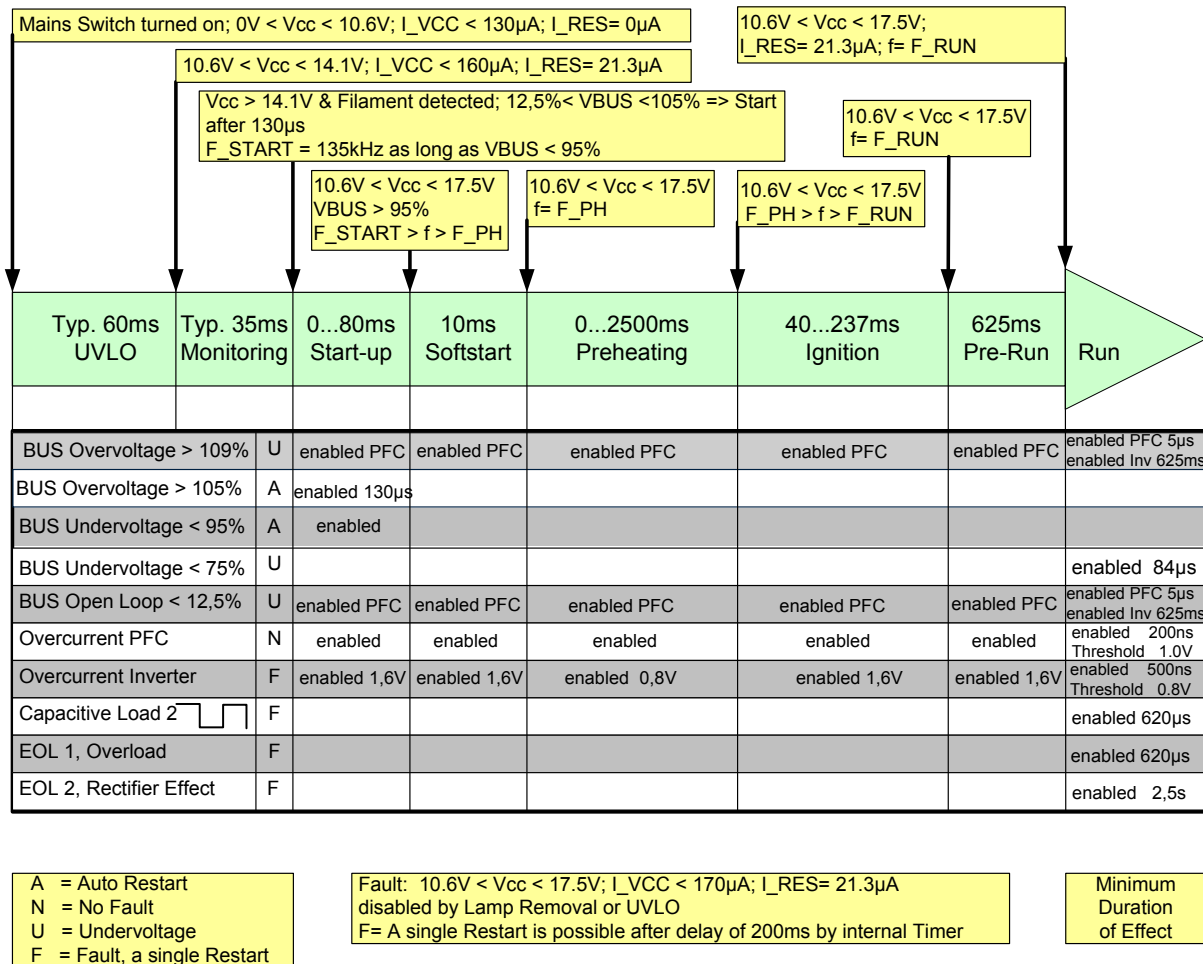 Mains Switch turned on; 0V < Vcc < 10.6V; I_VCC < 130µA; I_RES= 0µA
10.6V < Vcc < 17.5V;
I_RES= 21.3µA; f= F_RUN
10.6V < Vcc < 14.1V; I_VCC < 160µA; I_RES= 21.3µA
Vcc > 14.1V & Filament detected; 12,5%< VBUS <105% => Start
after 130µs
F_START = 135kHz as long as VBUS < 95%
10.6V < Vcc < 17.5V
f= F_RUN
10.6V < Vcc < 17.5V
VBUS > 95%
F_START > f > F_PH
10.6V < Vcc < 17.5V
f= F_PH
10.6V < Vcc < 17.5V
F_PH > f > F_RUN
Typ. 60ms
UVLO
Typ. 35ms
Monitoring
0...80ms
Start-up
10ms
Softstart
0...2500ms
Preheating
40...237ms
Ignition
625ms
Pre-Run
Run
BUS Overvoltage > 109% U enabled PFC enabled PFC enabled PFC enabled PFC enabled PFC enabled PFC 5µs
enabled Inv 625ms
BUS Overvoltage > 105% A enabled 130µs
BUS Undervoltage < 95% A enabled
BUS Undervoltage < 75% U enabled 84µs
BUS Open Loop < 12,5% U enabled PFC enabled PFC enabled PFC enabled PFC enabled PFC enabled PFC 5µs
enabled Inv 625ms
Overcurrent PFC N enabled enabled enabled enabled enabled enabled 200ns
Threshold 1.0V
Overcurrent Inverter F enabled 1,6V enabled 1,6V enabled 0,8V enabled 1,6V enabled 1,6V enabled 500ns
Threshold 0.8V
Capacitive Load 2 F enabled 620µs
EOL 1, Overload F enabled 620µs
EOL 2, Rectifier Effect F enabled 2,5s
A = Auto Restart
N = No Fault
U = Undervoltage
F = Fault, a single Restart
Fault: 10.6V < Vcc < 17.5V; I_VCC < 170µA; I_RES= 21.3µA
disabled by Lamp Removal or UVLO
F= A single Restart is possible after delay of 200ms by internal Timer
Minimum
Duration
of Effect